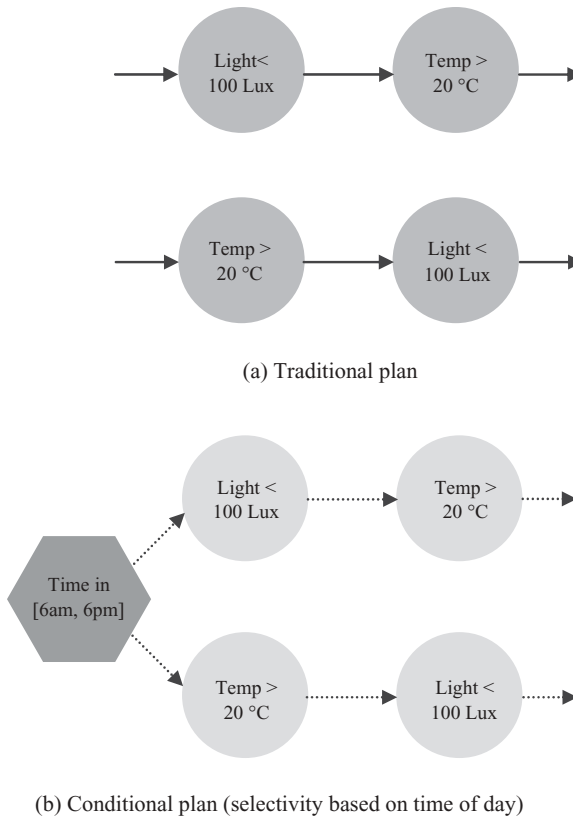 Light<
100 Lux
Temp >
20 °C
Temp >
20 °C
Light <
100 Lux
(a) Traditional plan
Light <
100 Lux
Temp >
20 °C
Time in
[6am, 6pm]
Temp >
20 °C
Light <
100 Lux
(b) Conditional plan (selectivity based on time of day)